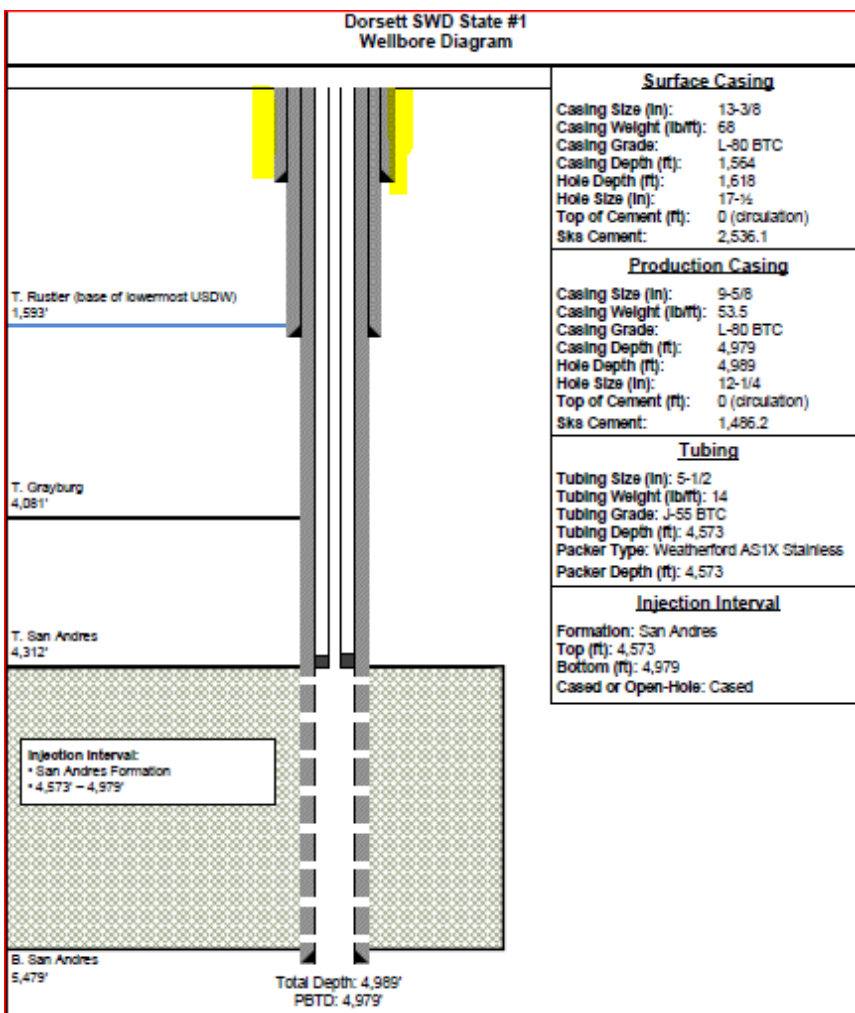 Dorsett SWD State #1
Wellbore Diagram
T. Rustler (base of lowermost USDW)
1,593'
T. Grayburg
4,081'
T. San Andres
4,312'
Injection Interval:
• San Andres Formation
• 4,573' – 4,979'
B. San Andres
5,479'
Total Depth: 4,989'
PBTD: 4,979'
Surface Casing
Casing Size (in): 13-3/8
Casing Weight (lb/ft): 68
Casing Grade: L-80 BTC
Casing Depth (ft): 1,564
Hole Depth (ft): 1,618
Hole Size (in): 17-½
Top of Cement (ft): 0 (circulation)
Sks Cement: 2,536.1
Production Casing
Casing Size (in): 9-5/8
Casing Weight (lb/ft): 53.5
Casing Grade: L-80 BTC
Casing Depth (ft): 4,979
Hole Depth (ft): 4,989
Hole Size (in): 12-1/4
Top of Cement (ft): 0 (circulation)
Sks Cement: 1,486.2
Tubing
Tubing Size (in): 5-1/2
Tubing Weight (lb/ft): 14
Tubing Grade: J-55 BTC
Tubing Depth (ft): 4,573
Packer Type: Weatherford AS1X Stainless
Packer Depth (ft): 4,573
Injection Interval
Formation: San Andres
Top (ft): 4,573
Bottom (ft): 4,979
Cased or Open-Hole: Cased